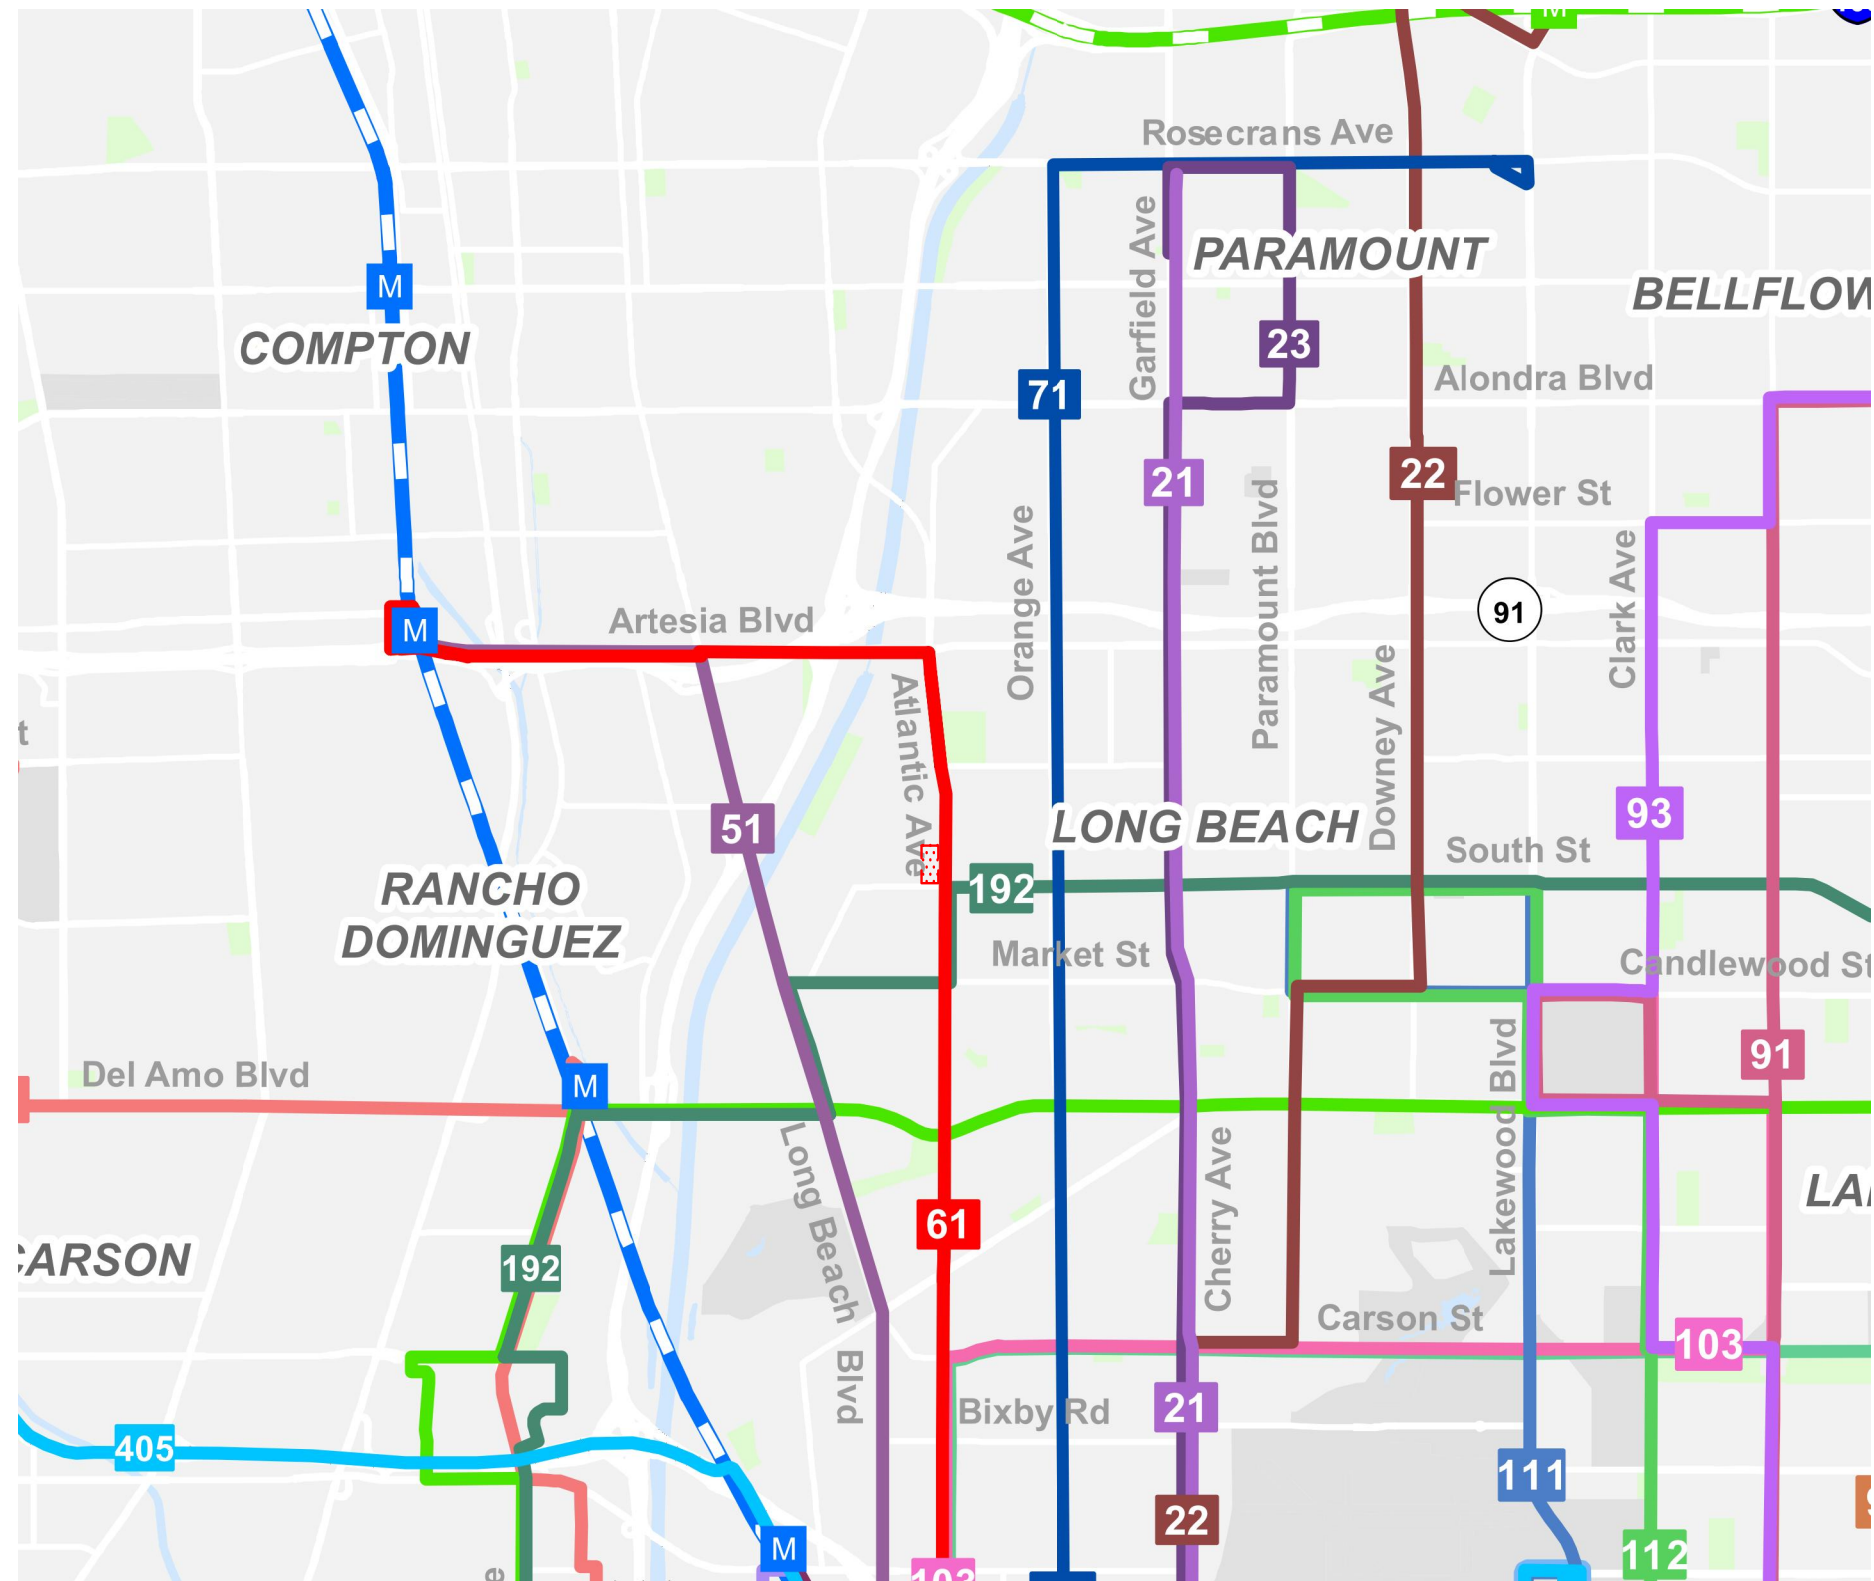 M
Rosecrans Ave
Garfield Ave
PARAMOUNT
BELLFLOW
M
COMPTON
23
71
Alondra Blvd
21
22
Flower St
Paramount Blvd
Orange Ave
Clark Ave
91
M
Artesia Blvd
Atlantic Ave
Downey Ave
t
51
LONG BEACH
93
South St
RANCHO
DOMINGUEZ
192
Market St
Candlewood St
Del Amo Blvd
M
Lakewood Blvd
91
Long Beach Blvd
Cherry Ave
61
LA
CARSON
192
Carson St
103
Bixby Rd
21
405
111
22
M
112
103
e